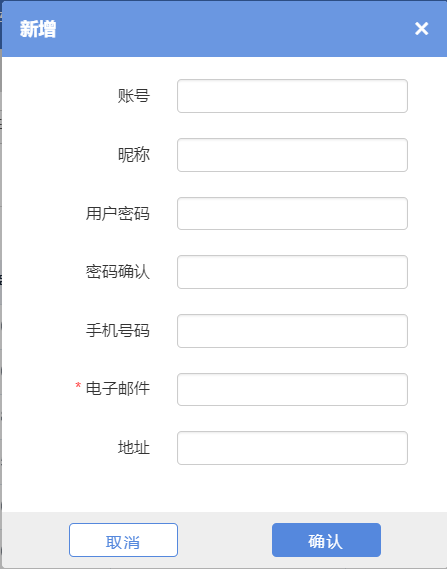 新增 ×
账号
昵称
用户密码
密码确认
手机号码
* 电子邮件
地址
取消 确认